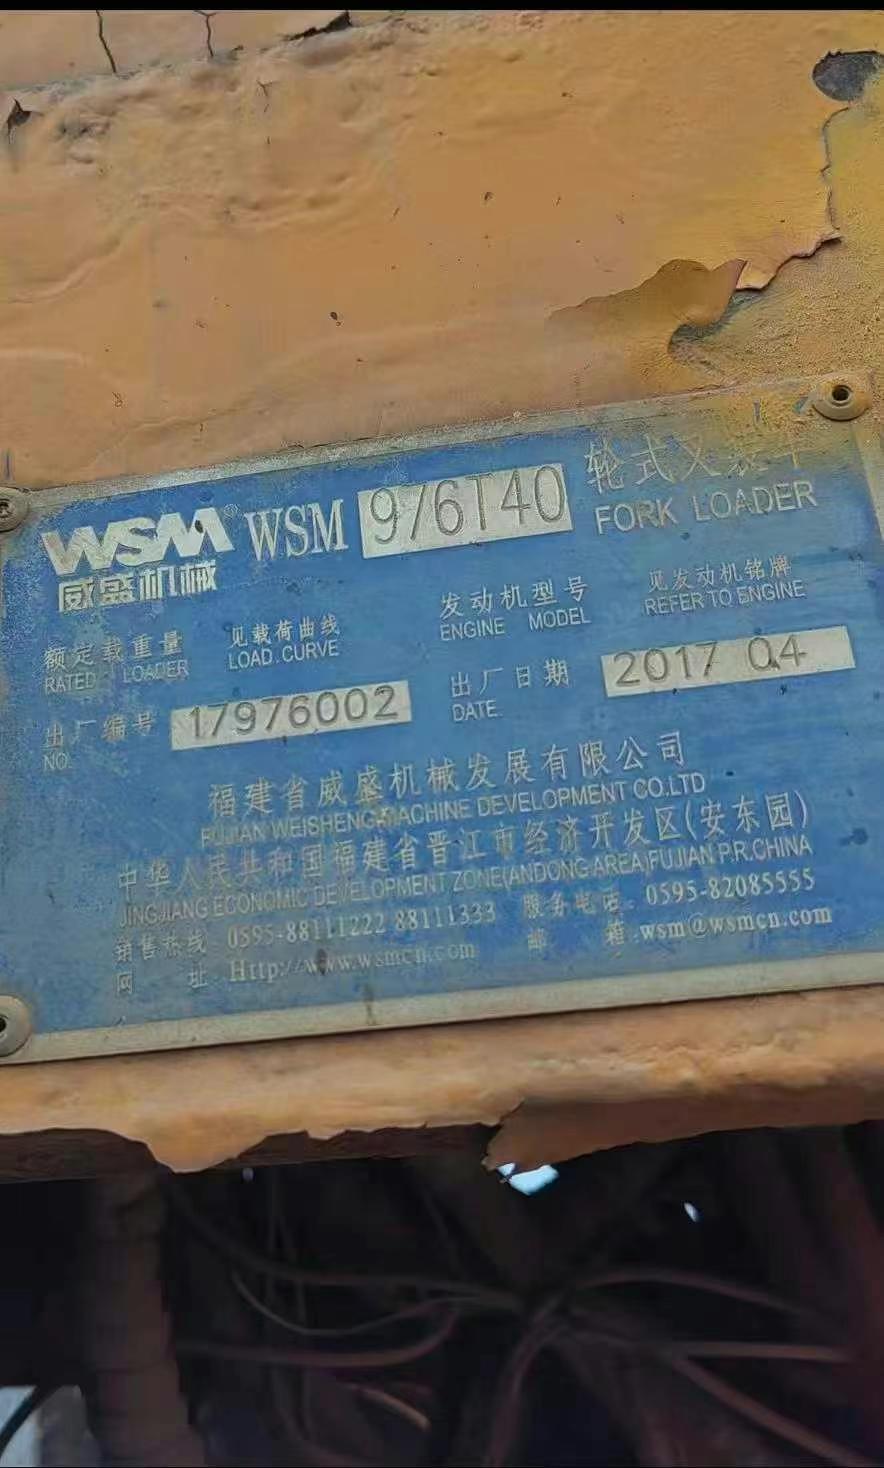 WSM® WSM 976T40 轮式叉装车
威盛机械 FORK LOADER
额定载重量 见载荷曲线 发动机型号 见发动机铭牌
RATED LOADER LOAD.CURVE ENGINE MODEL REFER TO ENGINE
出厂编号 17976002 出厂日期 2017 04
NO. DATE.
福建省威盛机械发展有限公司
FUJIAN WEISHENG MACHINE DEVELOPMENT CO.LTD
中华人民共和国福建省晋江市经济开发区(安东园)
JINGJIANG ECONOMIC DEVELOPMENT ZONE(ANDONG AREA)FUJIAN P.R.CHINA
销售热线:0595-88111222 88111333 服务电话:0595-82085555
网 址:Http://www.wsmcn.com 邮 箱:wsm@wsmcn.com